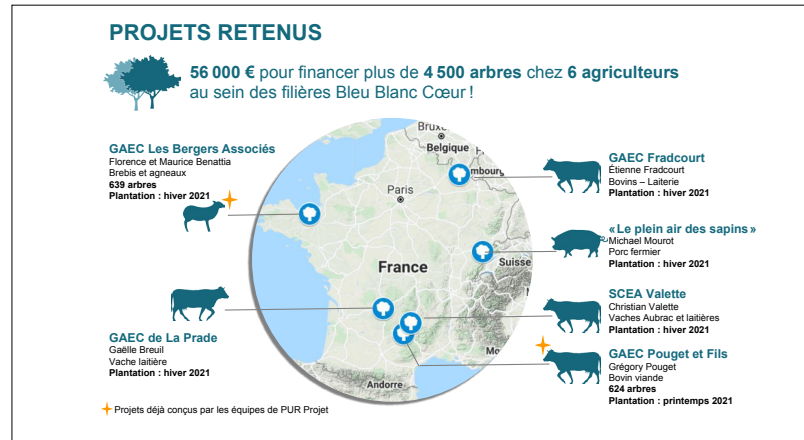 PROJETS RETENUS
56 000 € pour financer plus de 4 500 arbres chez 6 agriculteurs
au sein des filières Bleu Blanc Cœur !
GAEC Les Bergers Associés
Florence et Maurice Benattia
Brebis et agneaux
639 arbres
Plantation : hiver 2021
GAEC de La Prade
Gaëlle Breuil
Vache laitière
Plantation : hiver 2021
Belgique
Paris
France
Suisse
Andorre
GAEC Fradcourt
Étienne Fradcourt
Bovins – Laiterie
Plantation : hiver 2021
«Le plein air des sapins»
Michael Mourot
Porc fermier
Plantation : hiver 2021
SCEA Valette
Christian Valette
Vaches Aubrac et laitières
Plantation : hiver 2021
GAEC Pouget et Fils
Grégory Pouget
Bovin viande
624 arbres
Plantation : printemps 2021
Projets déjà conçus par les équipes de PUR Projet